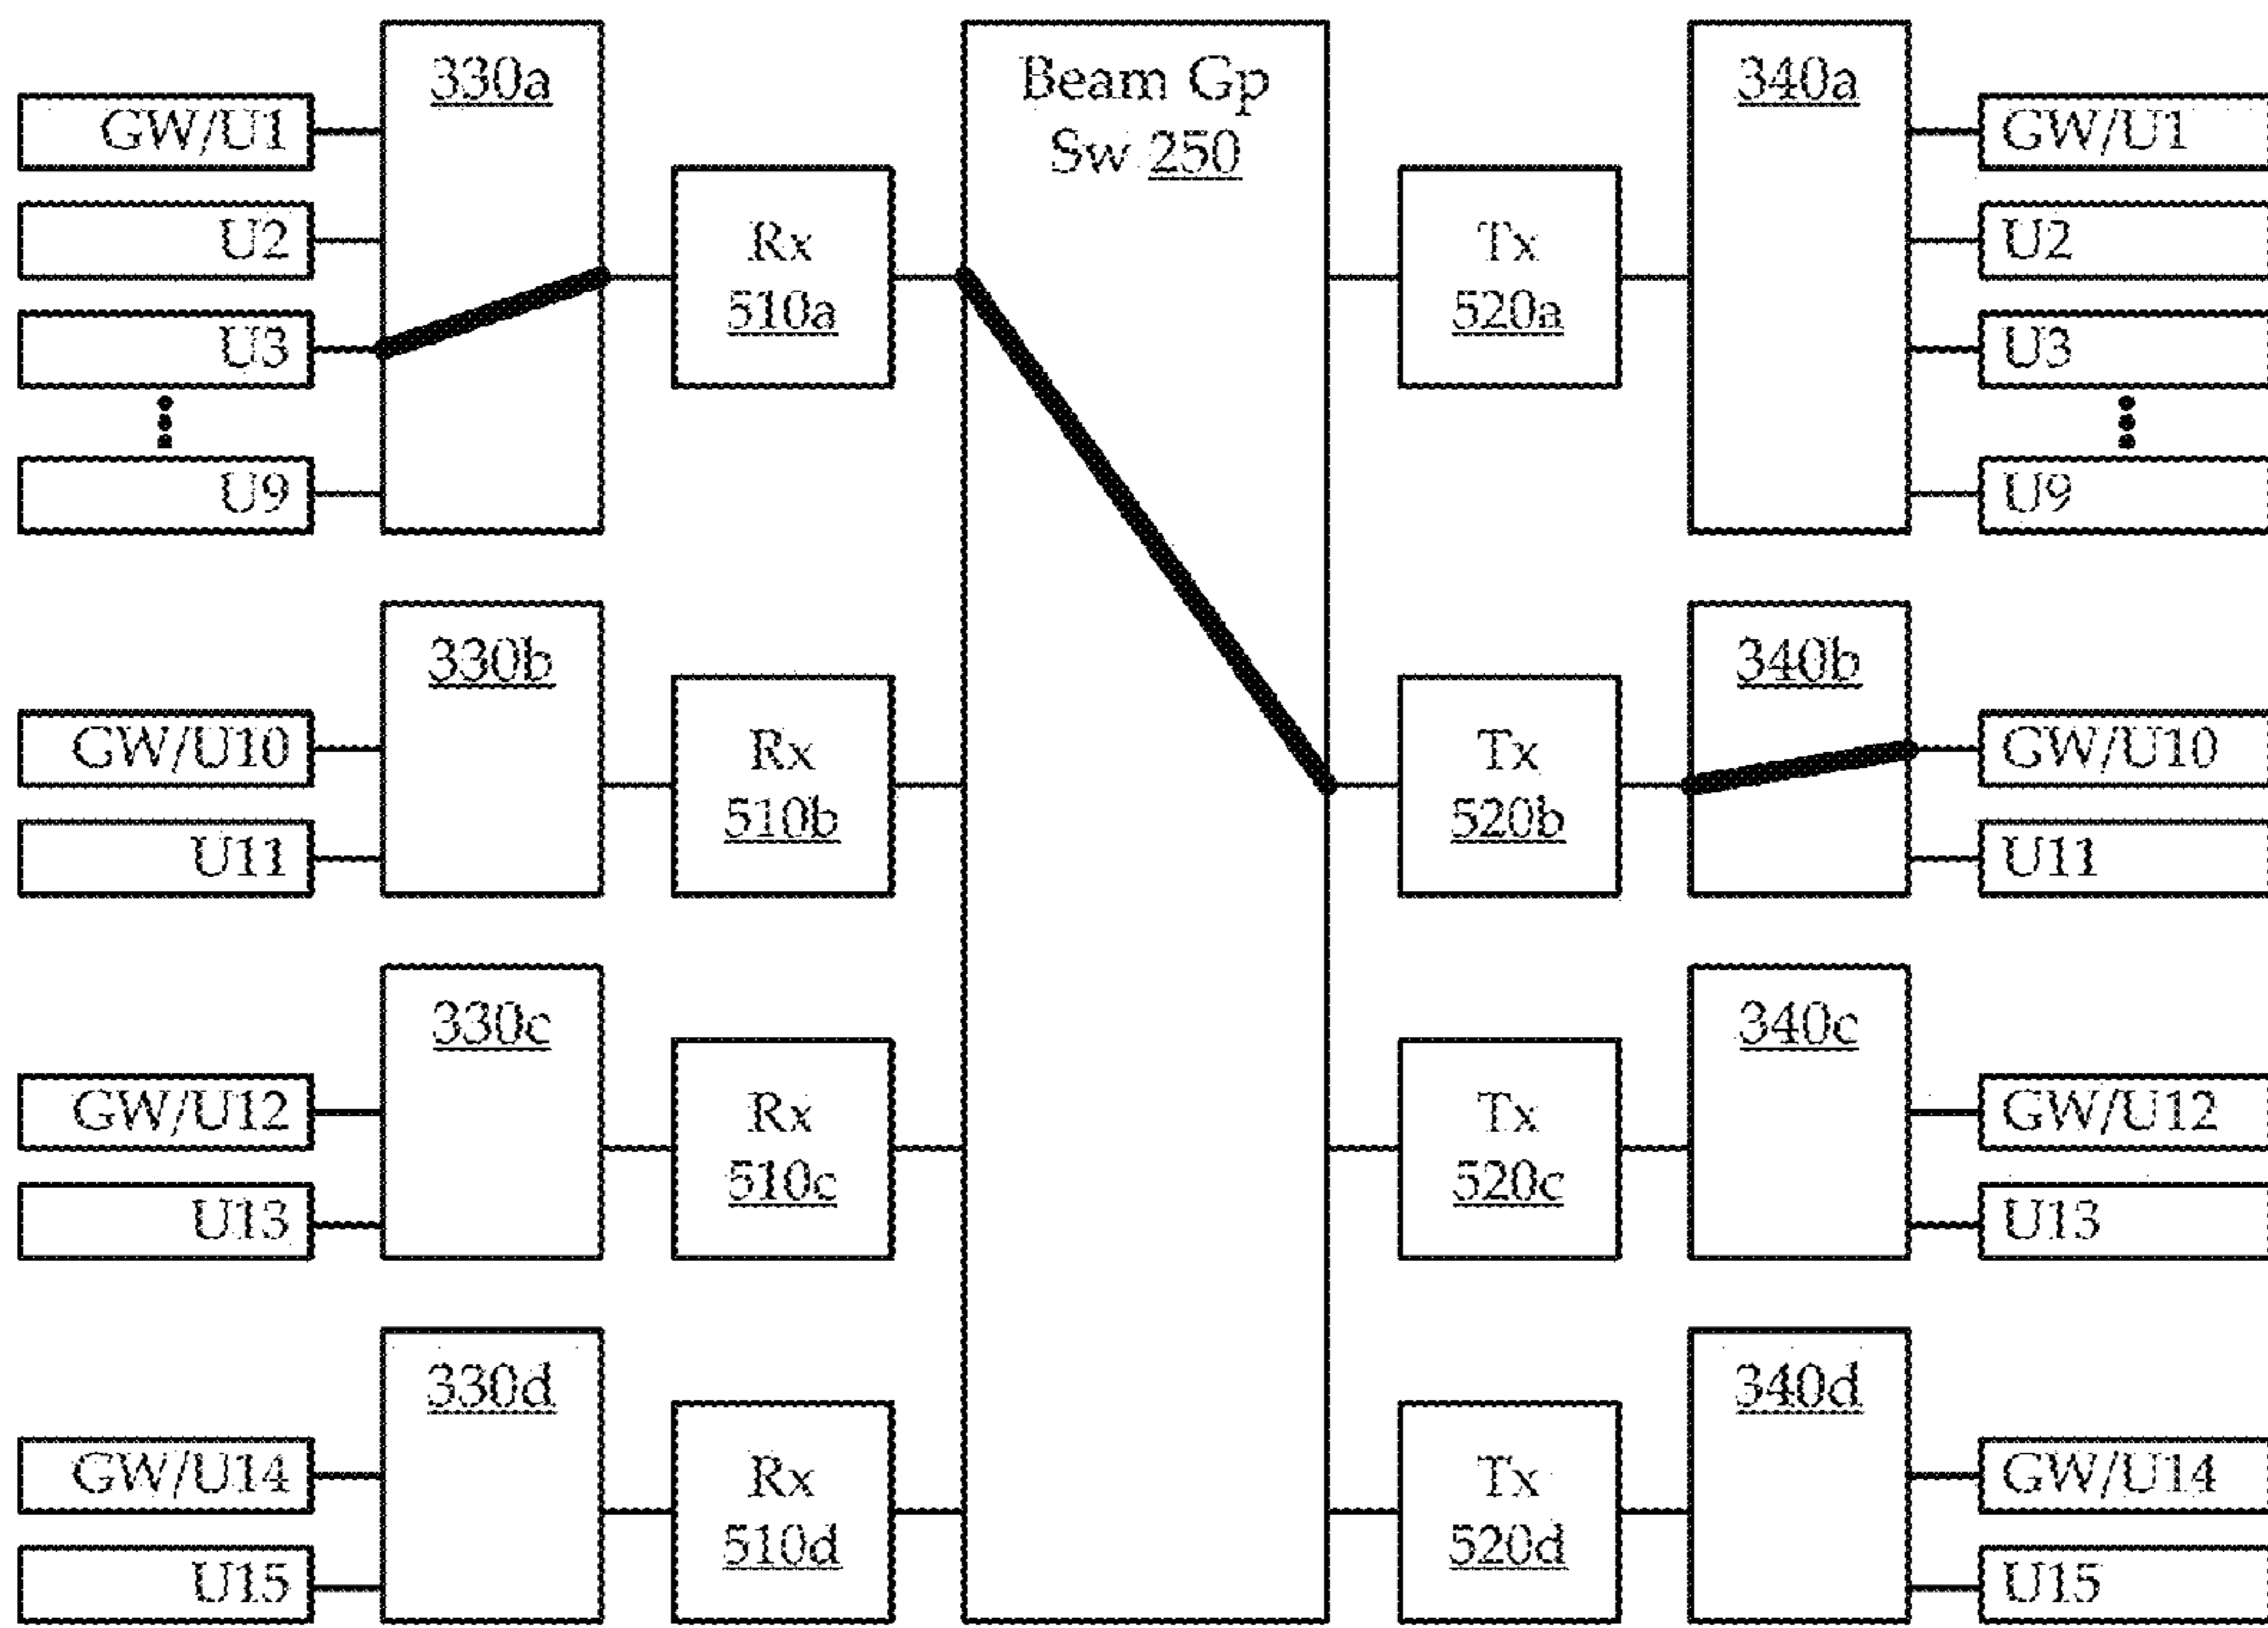 330a
Beam Gp
Sw 250
340a
GW/U1
GW/U1
U2
Rx
510a
Tx
520a
U2
U3
U3
U9
U9
330b
340b
GW/U10
Rx
510b
Tx
520b
GW/U10
U11
U11
330c
340c
GW/U12
Rx
510c
Tx
520c
GW/U12
U13
U13
330d
340d
GW/U14
Rx
510d
Tx
520d
GW/U14
U15
U15